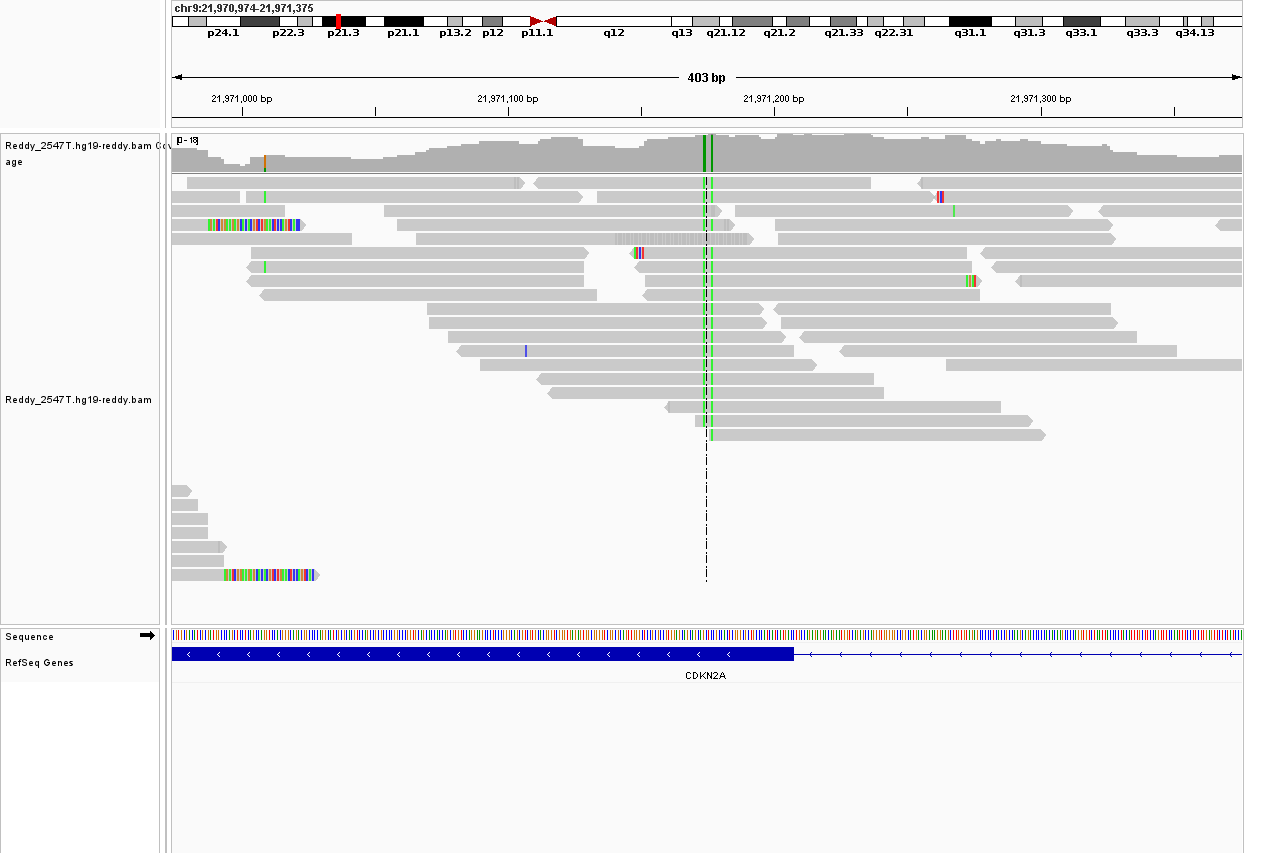 chr9:21,970,974-21,971,375
p24.1 p22.3 p21.3 p21.1 p13.2 p12 p11.1 q12 q13 q21.12 q21.2 q21.33 q22.31 q31.1 q31.3 q33.1 q33.3 q34.13
403 bp
21,971,000 bp 21,971,100 bp 21,971,200 bp 21,971,300 bp
[0 - 18]
Reddy_2547T.hg19-reddy.bam Cov
age
Reddy_2547T.hg19-reddy.bam
Sequence
RefSeq Genes
CDKN2A